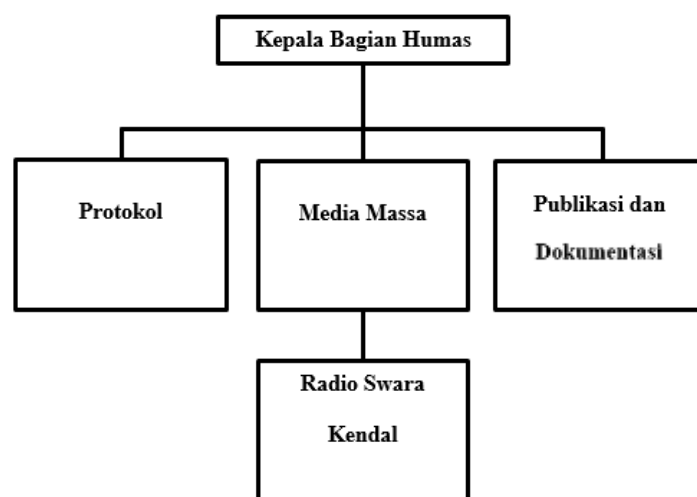 Kepala Bagian Humas
Protokol
Media Massa
Publikasi dan
Dokumentasi
Radio Swara
Kendal